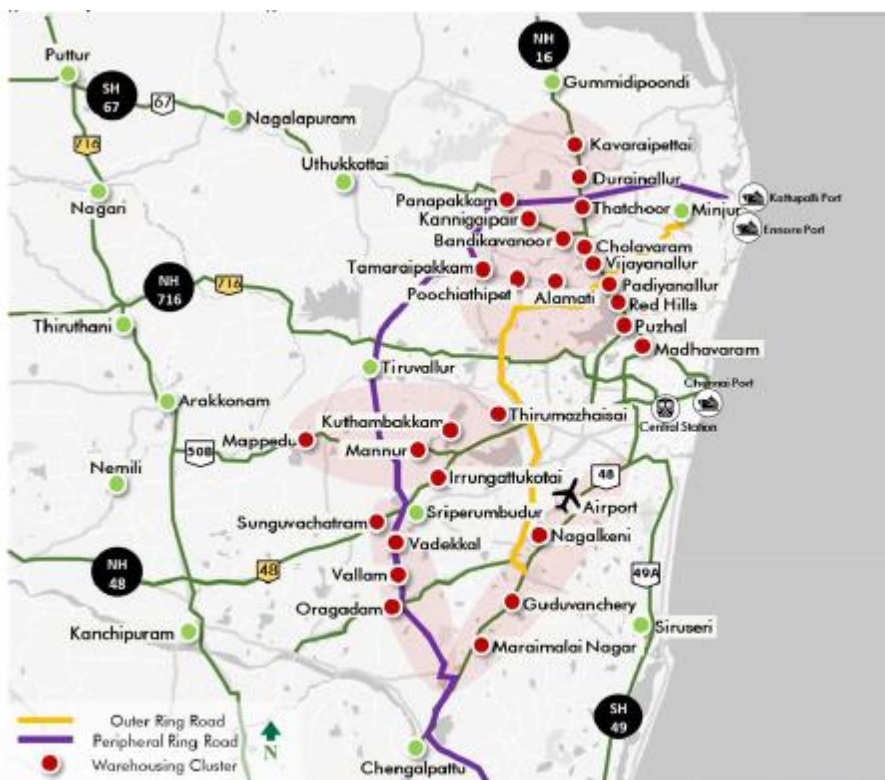 NH
16
Puttur
Gummidipoondi
SH
67
67
Nagalapuram
716
Kavaraipettai
Uthukkottai
Durainallur
Nagari
Panapakkam
Thatchoor
Minjur
Kattupalli Port
Kannigaipair
Ennore Port
Bandikavanoor
Cholavaram
Vijayanallur
Tamaraipakkam
NH
716
716
Padiyanallur
Poochiathipet
Alamati
Red Hills
Thiruthani
Puzhal
Madhavaram
Tiruvallur
Chennai Port
Arakkonam
Thirumazhaisai
Central Station
Kuthambakkam
Mappedu
50B
Mannur
Nemili
Irrungattukotai
48
Airport
Sriperumbudur
Sunguvachatram
Nagalkeni
Vadekkal
NH
48
48
Vallam
49A
Oragadam
Guduvanchery
Kanchipuram
Siruseri
Maraimalai Nagar
SH
49
Outer Ring Road
Peripheral Ring Road
N
Warehousing Cluster
Chengalpattu